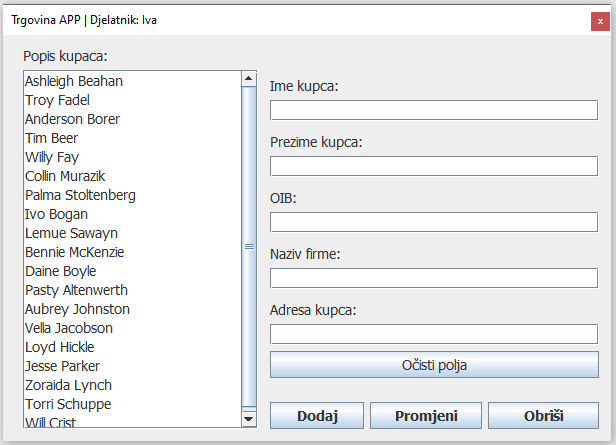 Trgovina APP | Djelatnik: Iva
x
Popis kupaca:
Ashleigh Beahan
Troy Fadel
Anderson Borer
Tim Beer
Willy Fay
Collin Murazik
Palma Stoltenberg
Ivo Bogan
Lemue Sawayn
Bennie McKenzie
Daine Boyle
Pasty Altenwerth
Aubrey Johnston
Vella Jacobson
Loyd Hickle
Jesse Parker
Zoraida Lynch
Torri Schuppe
Will Crist
Ime kupca:
Prezime kupca:
OIB:
Naziv firme:
Adresa kupca:
Očisti polja
Dodaj
Promjeni
Obriši